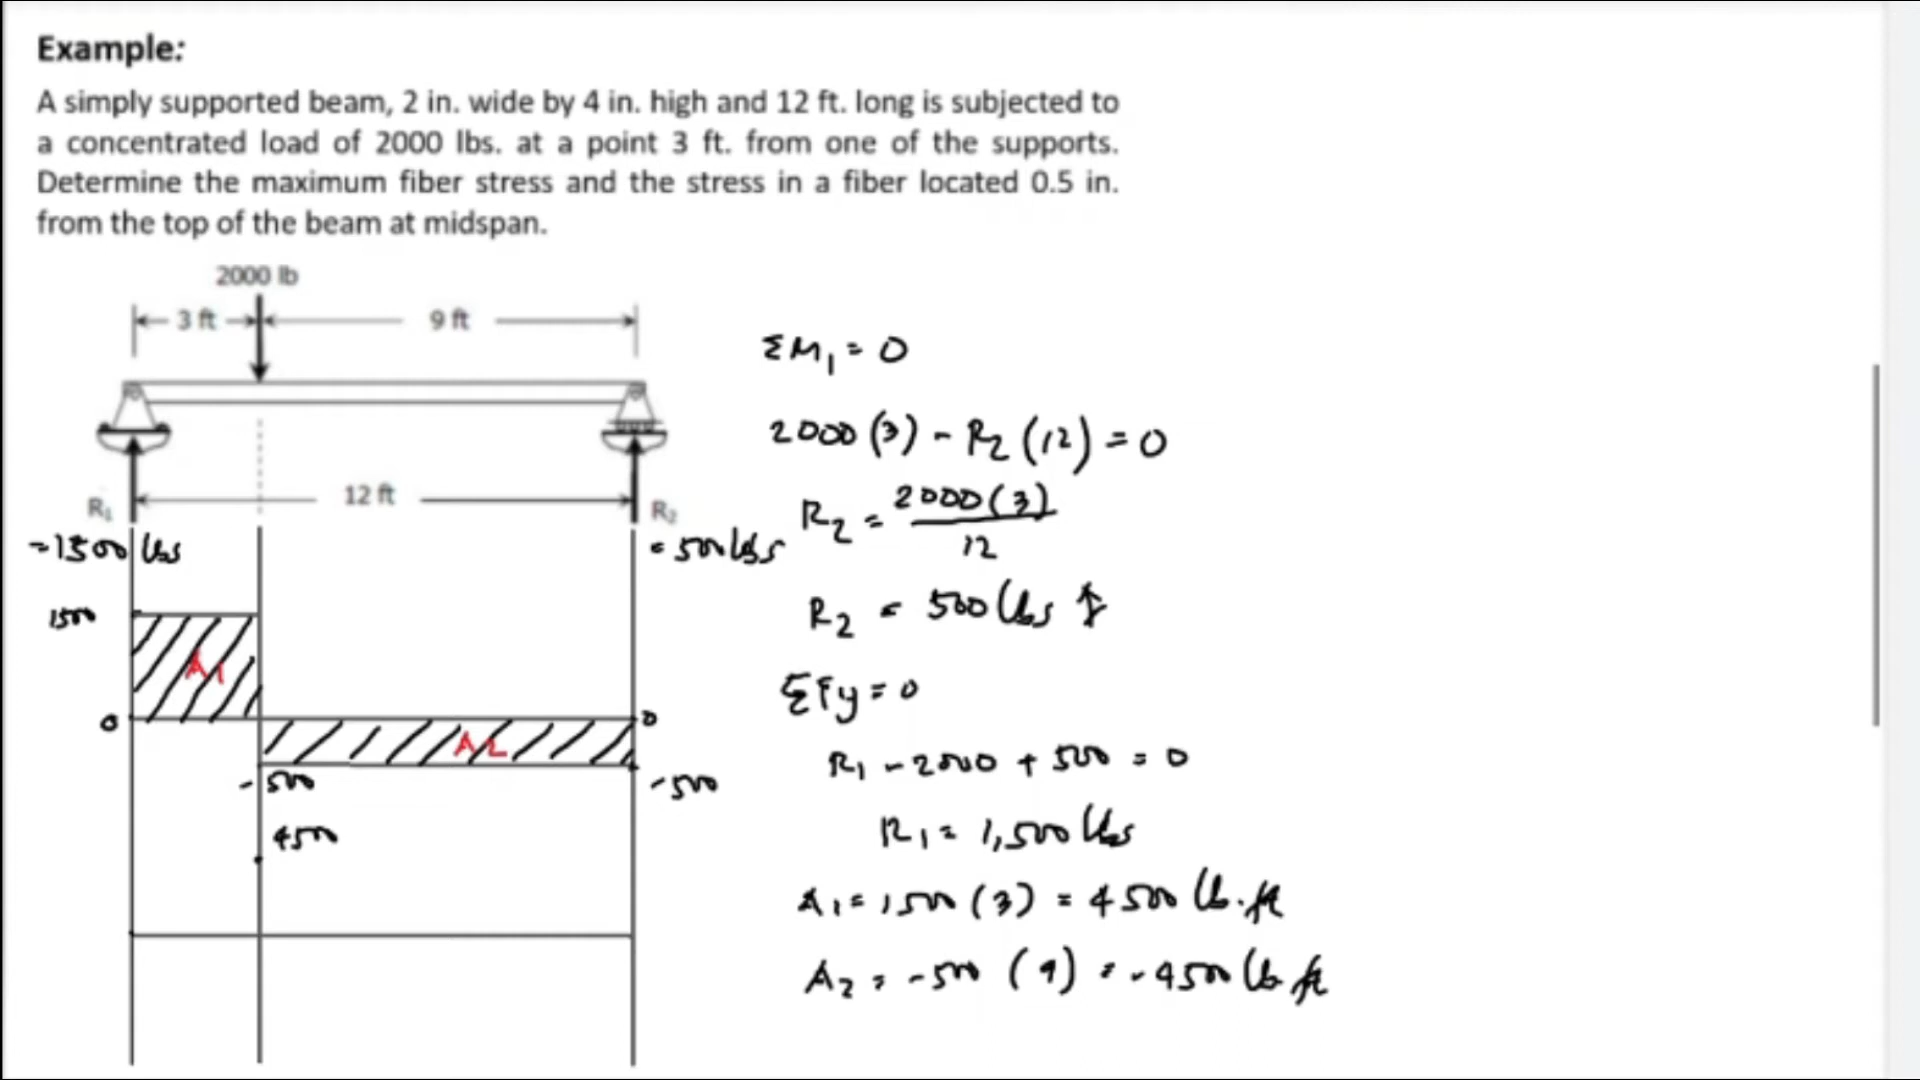 Example:
A simply supported beam, 2 in. wide by 4 in. high and 12 ft. long is subjected to
a concentrated load of 2000 lbs. at a point 3 ft. from one of the supports.
Determine the maximum fiber stress and the stress in a fiber located 0.5 in.
from the top of the beam at midspan.
2000 lb
3 ft
9 ft
12 ft
R₁
R₂
=1500 lbs
= 500 lbs
1500
A1
0
0
A2
-500
-500
4500
ΣM₁ = 0
2000 (3) - R₂ (12) = 0
R₂ = 2000(3)
12
R₂ = 500 lbs ↑
ΣFy = 0
R₁ - 2000 + 500 = 0
R₁ = 1,500 lbs
A₁ = 1500 (3) = 4500 lb.ft
A₂ = -500 (9) = -4500 lb ft